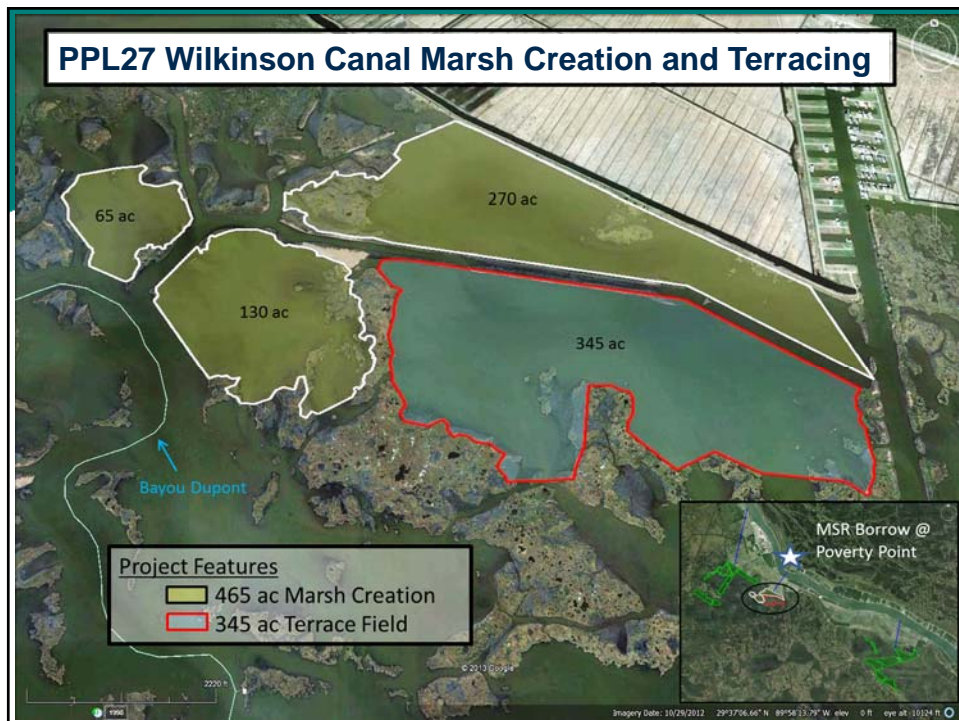 PPL27 Wilkinson Canal Marsh Creation and Terracing
65 ac
270 ac
130 ac
345 ac
Bayou Dupont
MSR Borrow @
Poverty Point
Project Features
465 ac Marsh Creation
345 ac Terrace Field
© 2013 Google
2220 ft
1998
Imagery Date: 10/29/2012 29°37'06.66" N 89°58'13.79" W elev 0 ft eye alt 10124 ft